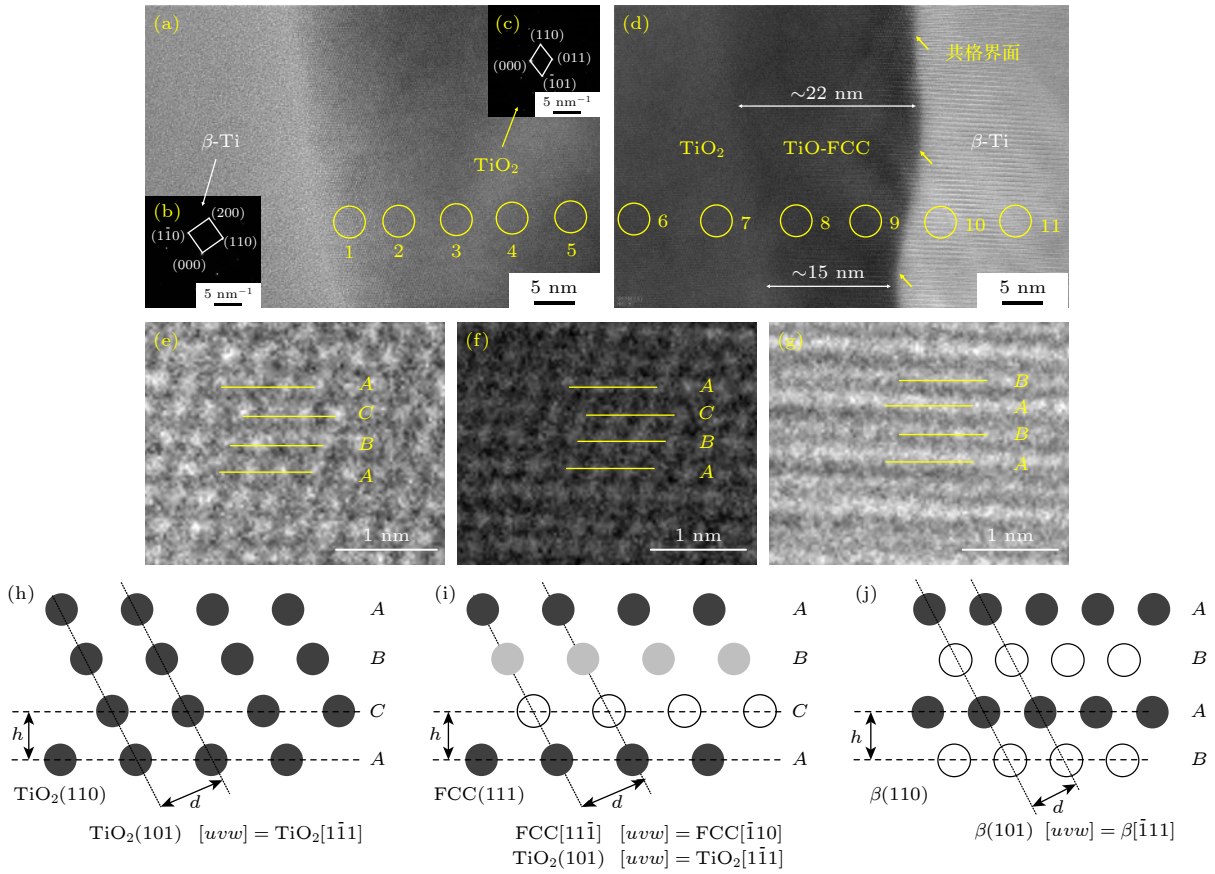 (a)
(c)
(110)
(000)
(011)
(1̄01)
5 nm−1
β-Ti
TiO2
(b)
(200)
(11̄0)
(110)
(000)
5 nm−1
1
2
3
4
5
5 nm
(d)
共格界面
~22 nm
TiO2
TiO-FCC
β-Ti
6
7
8
9
10
11
~15 nm
5 nm
(e)
A
C
B
A
1 nm
(f)
A
C
B
A
1 nm
(g)
B
A
B
A
1 nm
(h)
A
B
C
h
A
TiO2(110)
d
TiO2(101) [uvw] = TiO2[11̄1]
(i)
A
B
C
h
A
FCC(111)
d
FCC[111̄] [uvw] = FCC[1̄10]
TiO2(101) [uvw] = TiO2[11̄1]
(j)
A
B
A
h
B
β(110)
d
β(101) [uvw] = β[1̄11]